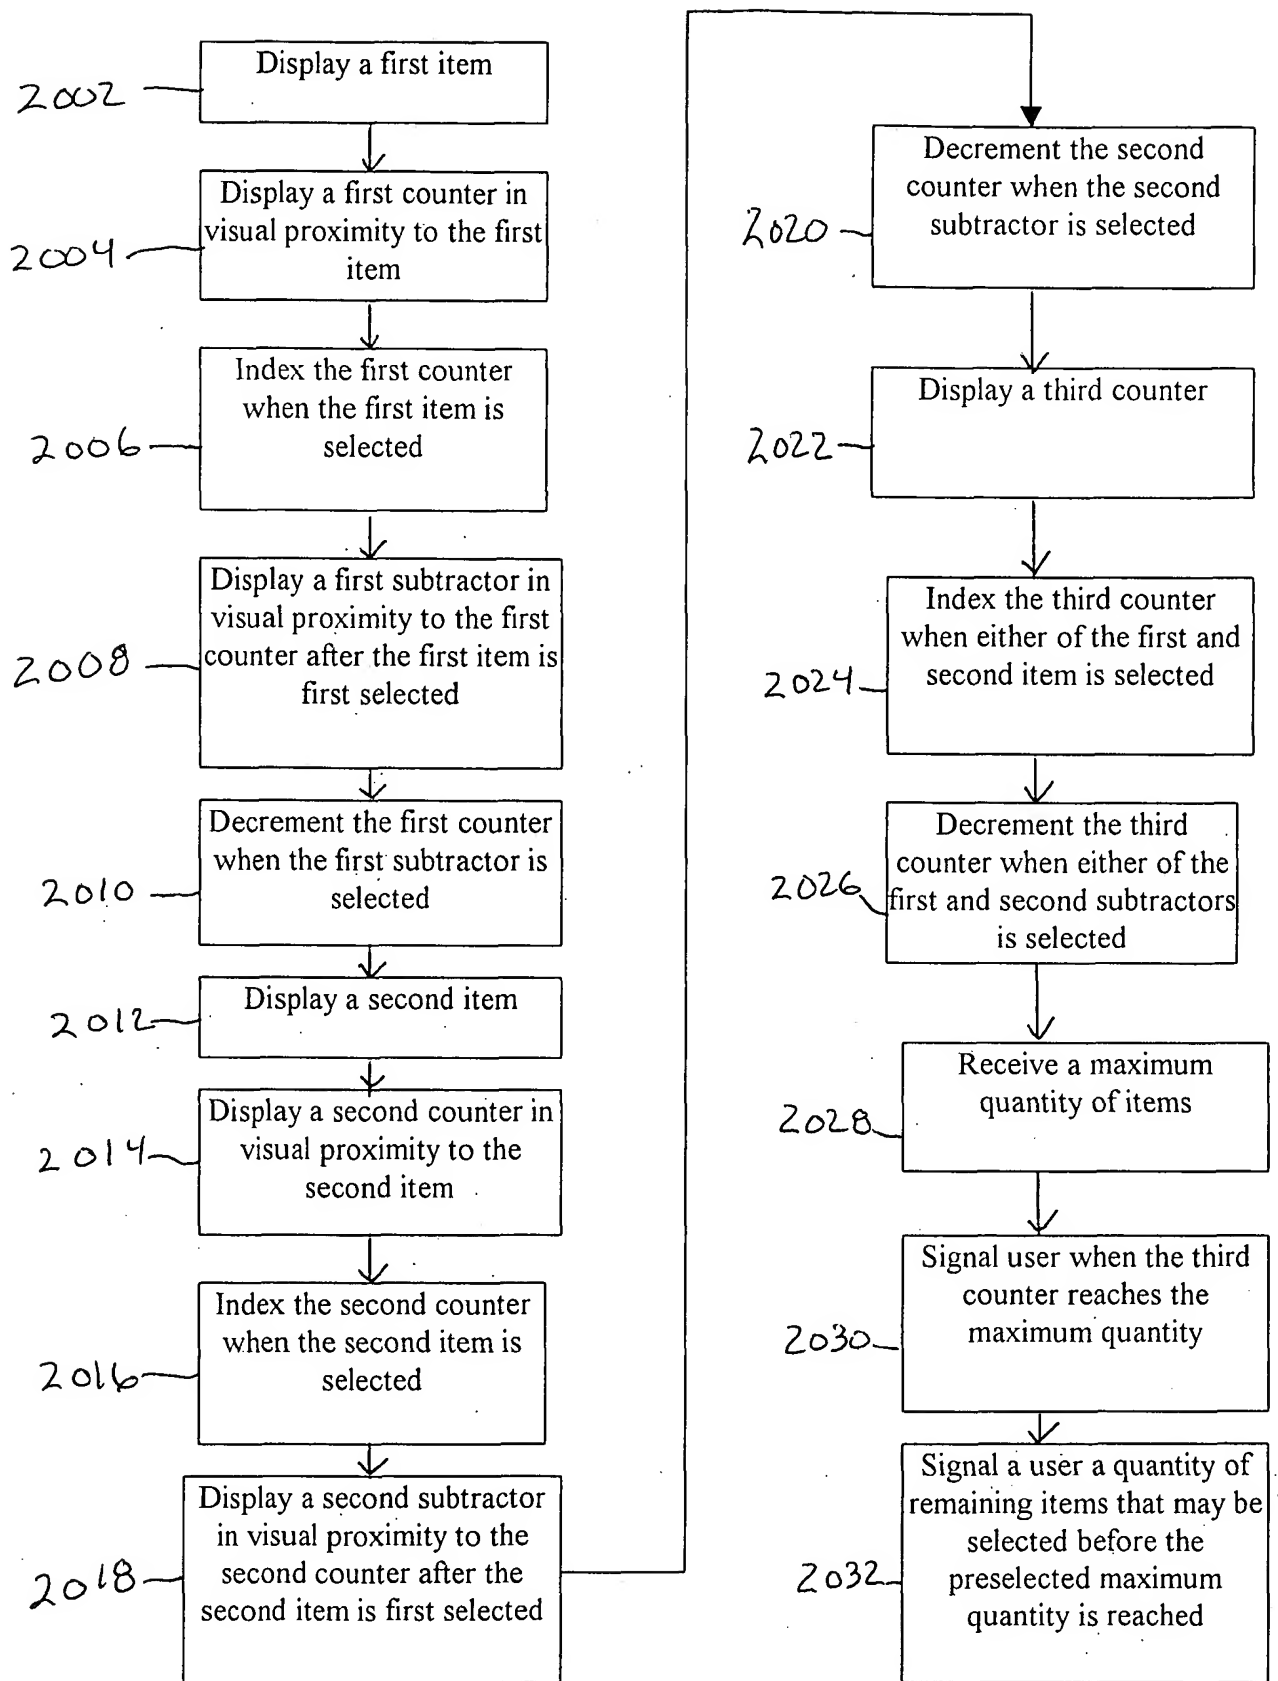 Display a first item
2002
Display a first counter in
visual proximity to the first
item
2004
Index the first counter
when the first item is
selected
2006
Display a first subtractor in
visual proximity to the first
counter after the first item is
first selected
2008
Decrement the first counter
when the first subtractor is
selected
2010
Display a second item
2012
Display a second counter in
visual proximity to the
second item
2014
Index the second counter
when the second item is
selected
2016
Display a second subtractor
in visual proximity to the
second counter after the
second item is first selected
2018
Decrement the second
counter when the second
subtractor is selected
2020
Display a third counter
2022
Index the third counter
when either of the first and
second item is selected
2024
Decrement the third
counter when either of the
first and second subtractors
is selected
2026
Receive a maximum
quantity of items
2028
Signal user when the third
counter reaches the
maximum quantity
2030
Signal a user a quantity of
remaining items that may be
selected before the
preselected maximum
quantity is reached
2032